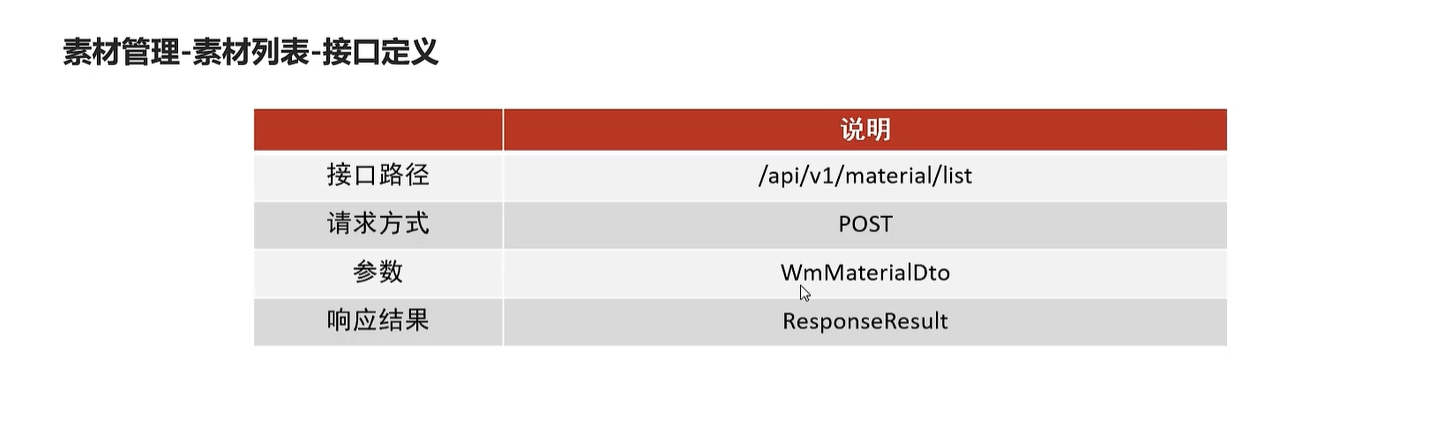 素材管理-素材列表-接口定义
说明
接口路径 /api/v1/material/list
请求方式 POST
参数 WmMaterialDto
响应结果 ResponseResult